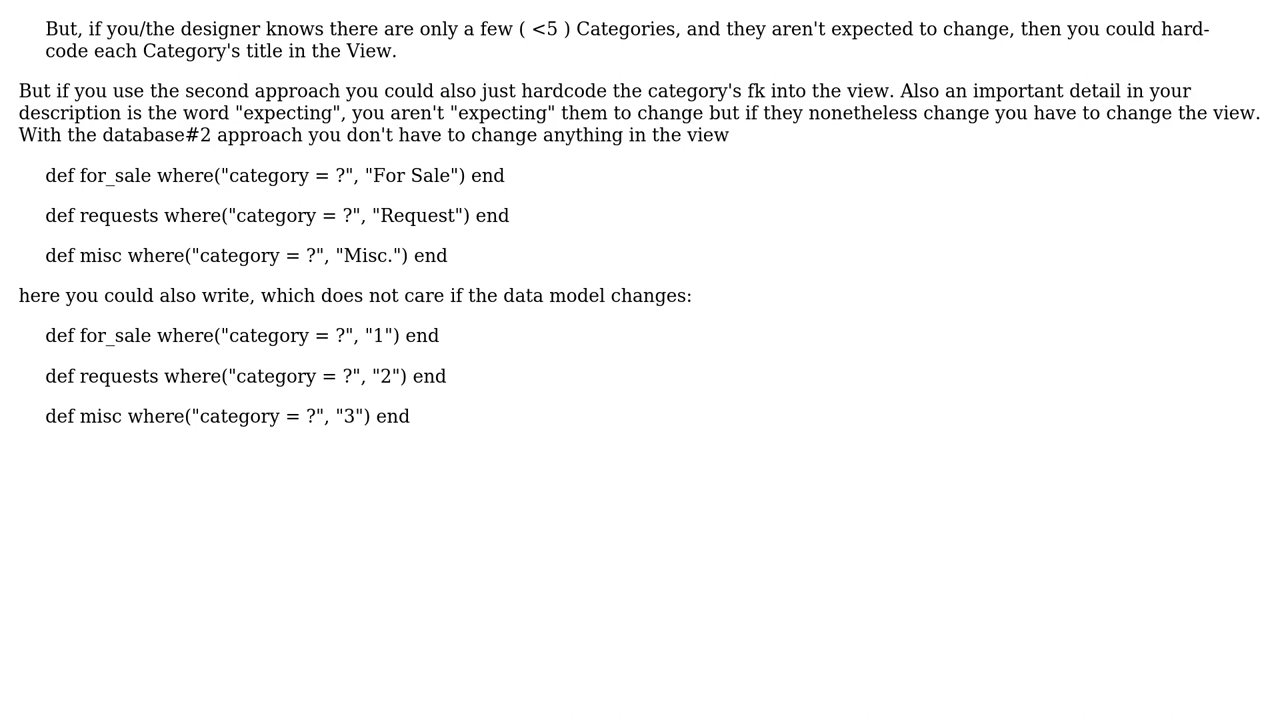 But, if you/the designer knows there are only a few ( <5 ) Categories, and they aren't expected to change, then you could hard-
code each Category's title in the View.
But if you use the second approach you could also just hardcode the category's fk into the view. Also an important detail in your
description is the word "expecting", you aren't "expecting" them to change but if they nonetheless change you have to change the view.
With the database#2 approach you don't have to change anything in the view
def for_sale where("category = ?", "For Sale") end
def requests where("category = ?", "Request") end
def misc where("category = ?", "Misc.") end
here you could also write, which does not care if the data model changes:
def for_sale where("category = ?", "1") end
def requests where("category = ?", "2") end
def misc where("category = ?", "3") end